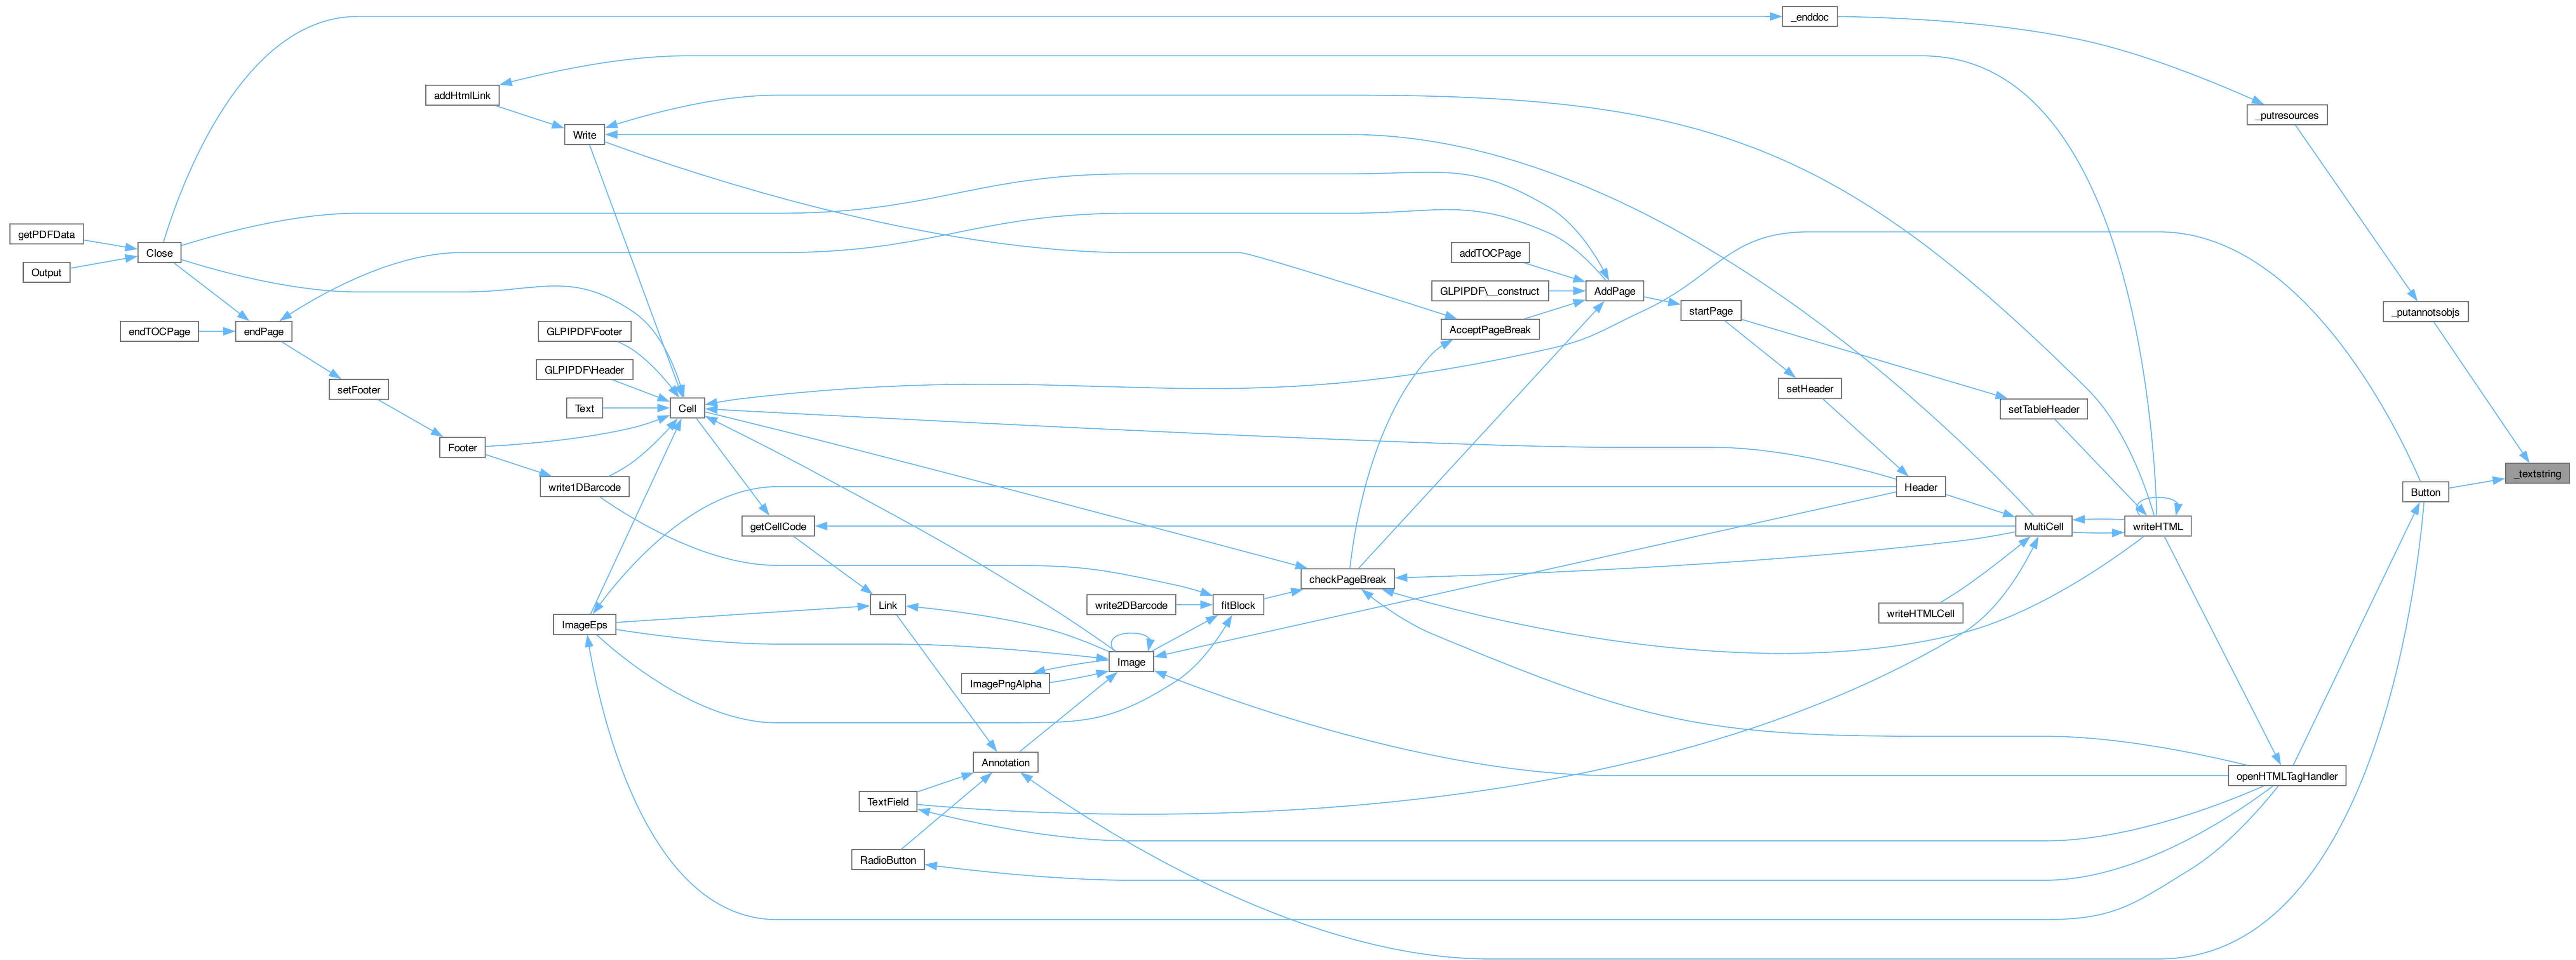 _enddoc
addHtmlLink
_putresources
Write
getPDFData
Close
addTOCPage
Output
GLPIPDF\__construct
AddPage
startPage
_putannotsobjs
endTOCPage
endPage
GLPIPDF\Footer
AcceptPageBreak
GLPIPDF\Header
setFooter
setHeader
Text
Cell
setTableHeader
Footer
_textstring
write1DBarcode
Header
Button
getCellCode
MultiCell
writeHTML
checkPageBreak
Link
write2DBarcode
fitBlock
writeHTMLCell
ImageEps
Image
ImagePngAlpha
Annotation
openHTMLTagHandler
TextField
RadioButton